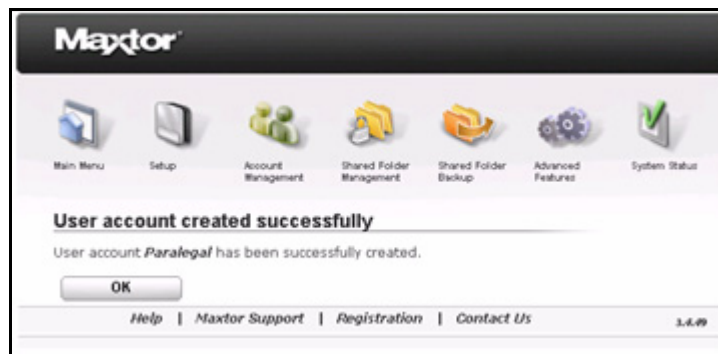 Maxtor
Main Menu
Setup
Account Management
Shared Folder Management
Shared Folder Backup
Advanced Features
System Status
User account created successfully
User account Paralegal has been successfully created.
OK
Help | Maxtor Support | Registration | Contact Us